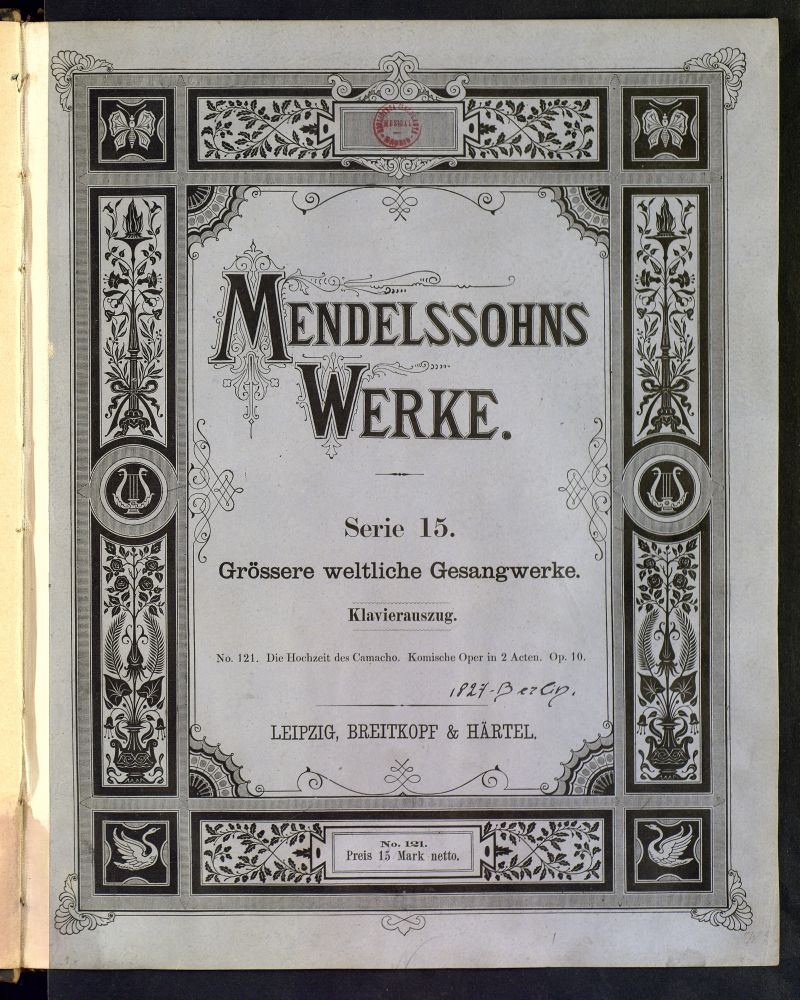 MENDELSSOHNS
WERKE.
Serie 15.
Grössere weltliche Gesangwerke.
Klavierauszug.
No. 121. Die Hochzeit des Camacho. Komische Oper in 2 Acten. Op. 10.
1827-Berlin.
LEIPZIG, BREITKOPF & HÄRTEL.
No. 121.
Preis 15 Mark netto.